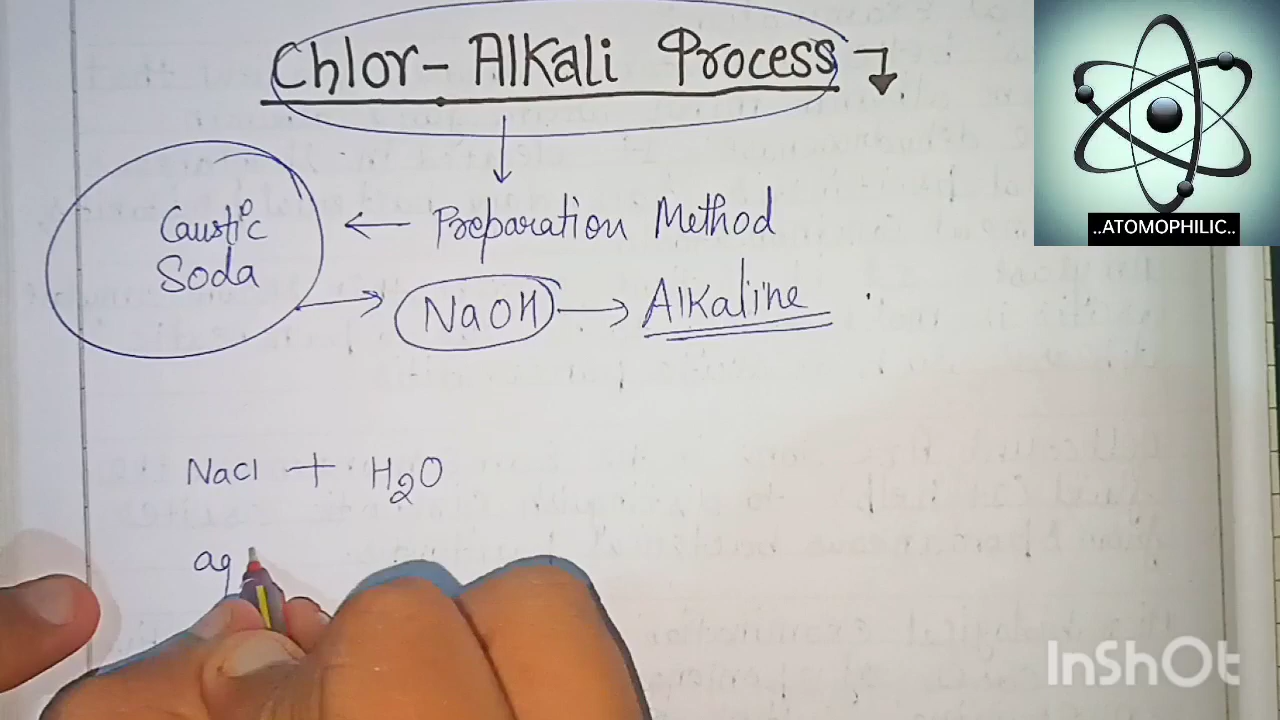 Chlor-Alkali Process
..ATOMOPHILIC..
Caustic
Soda
Preparation Method
NaOH
Alkaline
Nacl + H2O
aq
InShOt